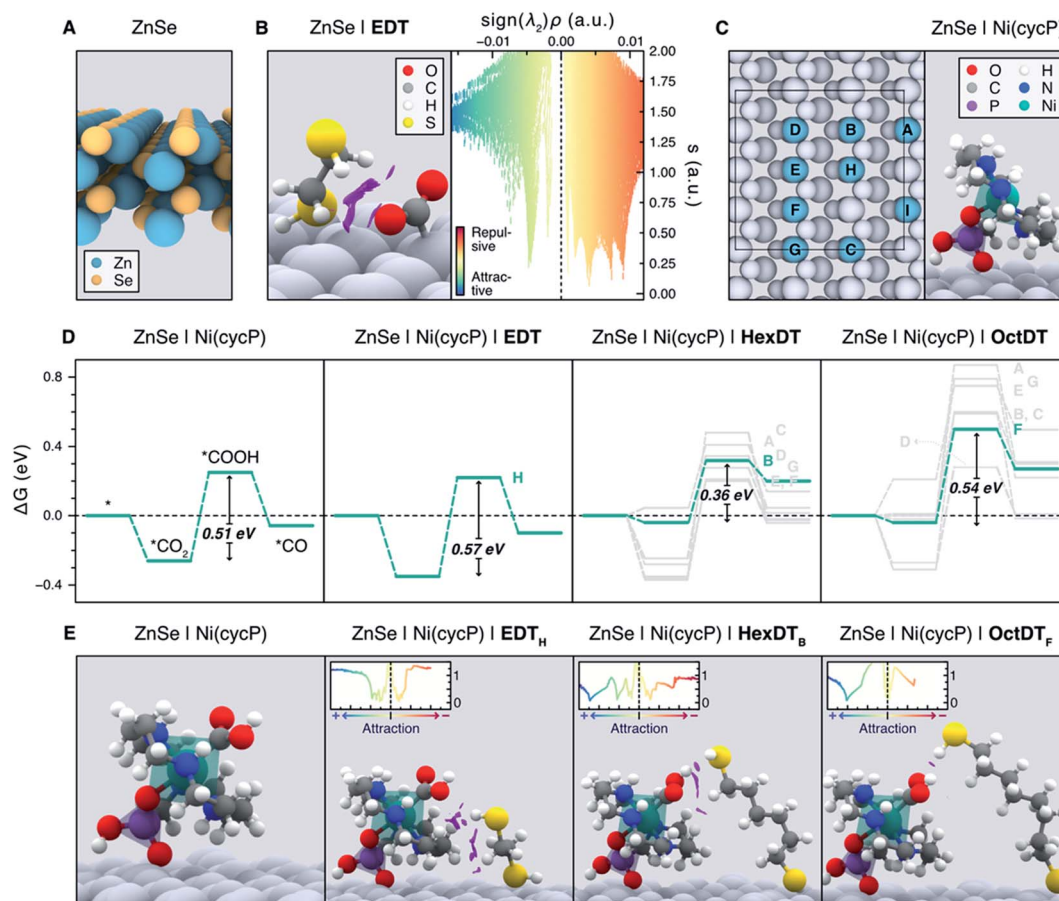 A ZnSe
Zn
Se
B ZnSe | EDT
O
C
H
S
sign(λ2)ρ (a.u.)
−0.01 0.00 0.01
Repul-
sive
Attrac-
tive
2.00
1.75
1.50
1.25
1.00
0.75
0.50
0.25
0.00
s (a.u.)
C ZnSe | Ni(cycP
D B A
E H
F I
G C
O H
C N
P Ni
D ZnSe | Ni(cycP)
ZnSe | Ni(cycP) | EDT
ZnSe | Ni(cycP) | HexDT
ZnSe | Ni(cycP) | OctDT
ΔG (eV)
0.8
0.4
0.0
−0.4
*
*CO2
*COOH
0.51 eV
*CO
H
0.57 eV
C
A
D
B
G
E, F
0.36 eV
A
G
E
B, C
F
D
0.54 eV
E ZnSe | Ni(cycP)
ZnSe | Ni(cycP) | EDTH
ZnSe | Ni(cycP) | HexDTB
ZnSe | Ni(cycP) | OctDTF
1
0
+ −
Attraction
1
0
+ −
Attraction
1
0
+ −
Attraction